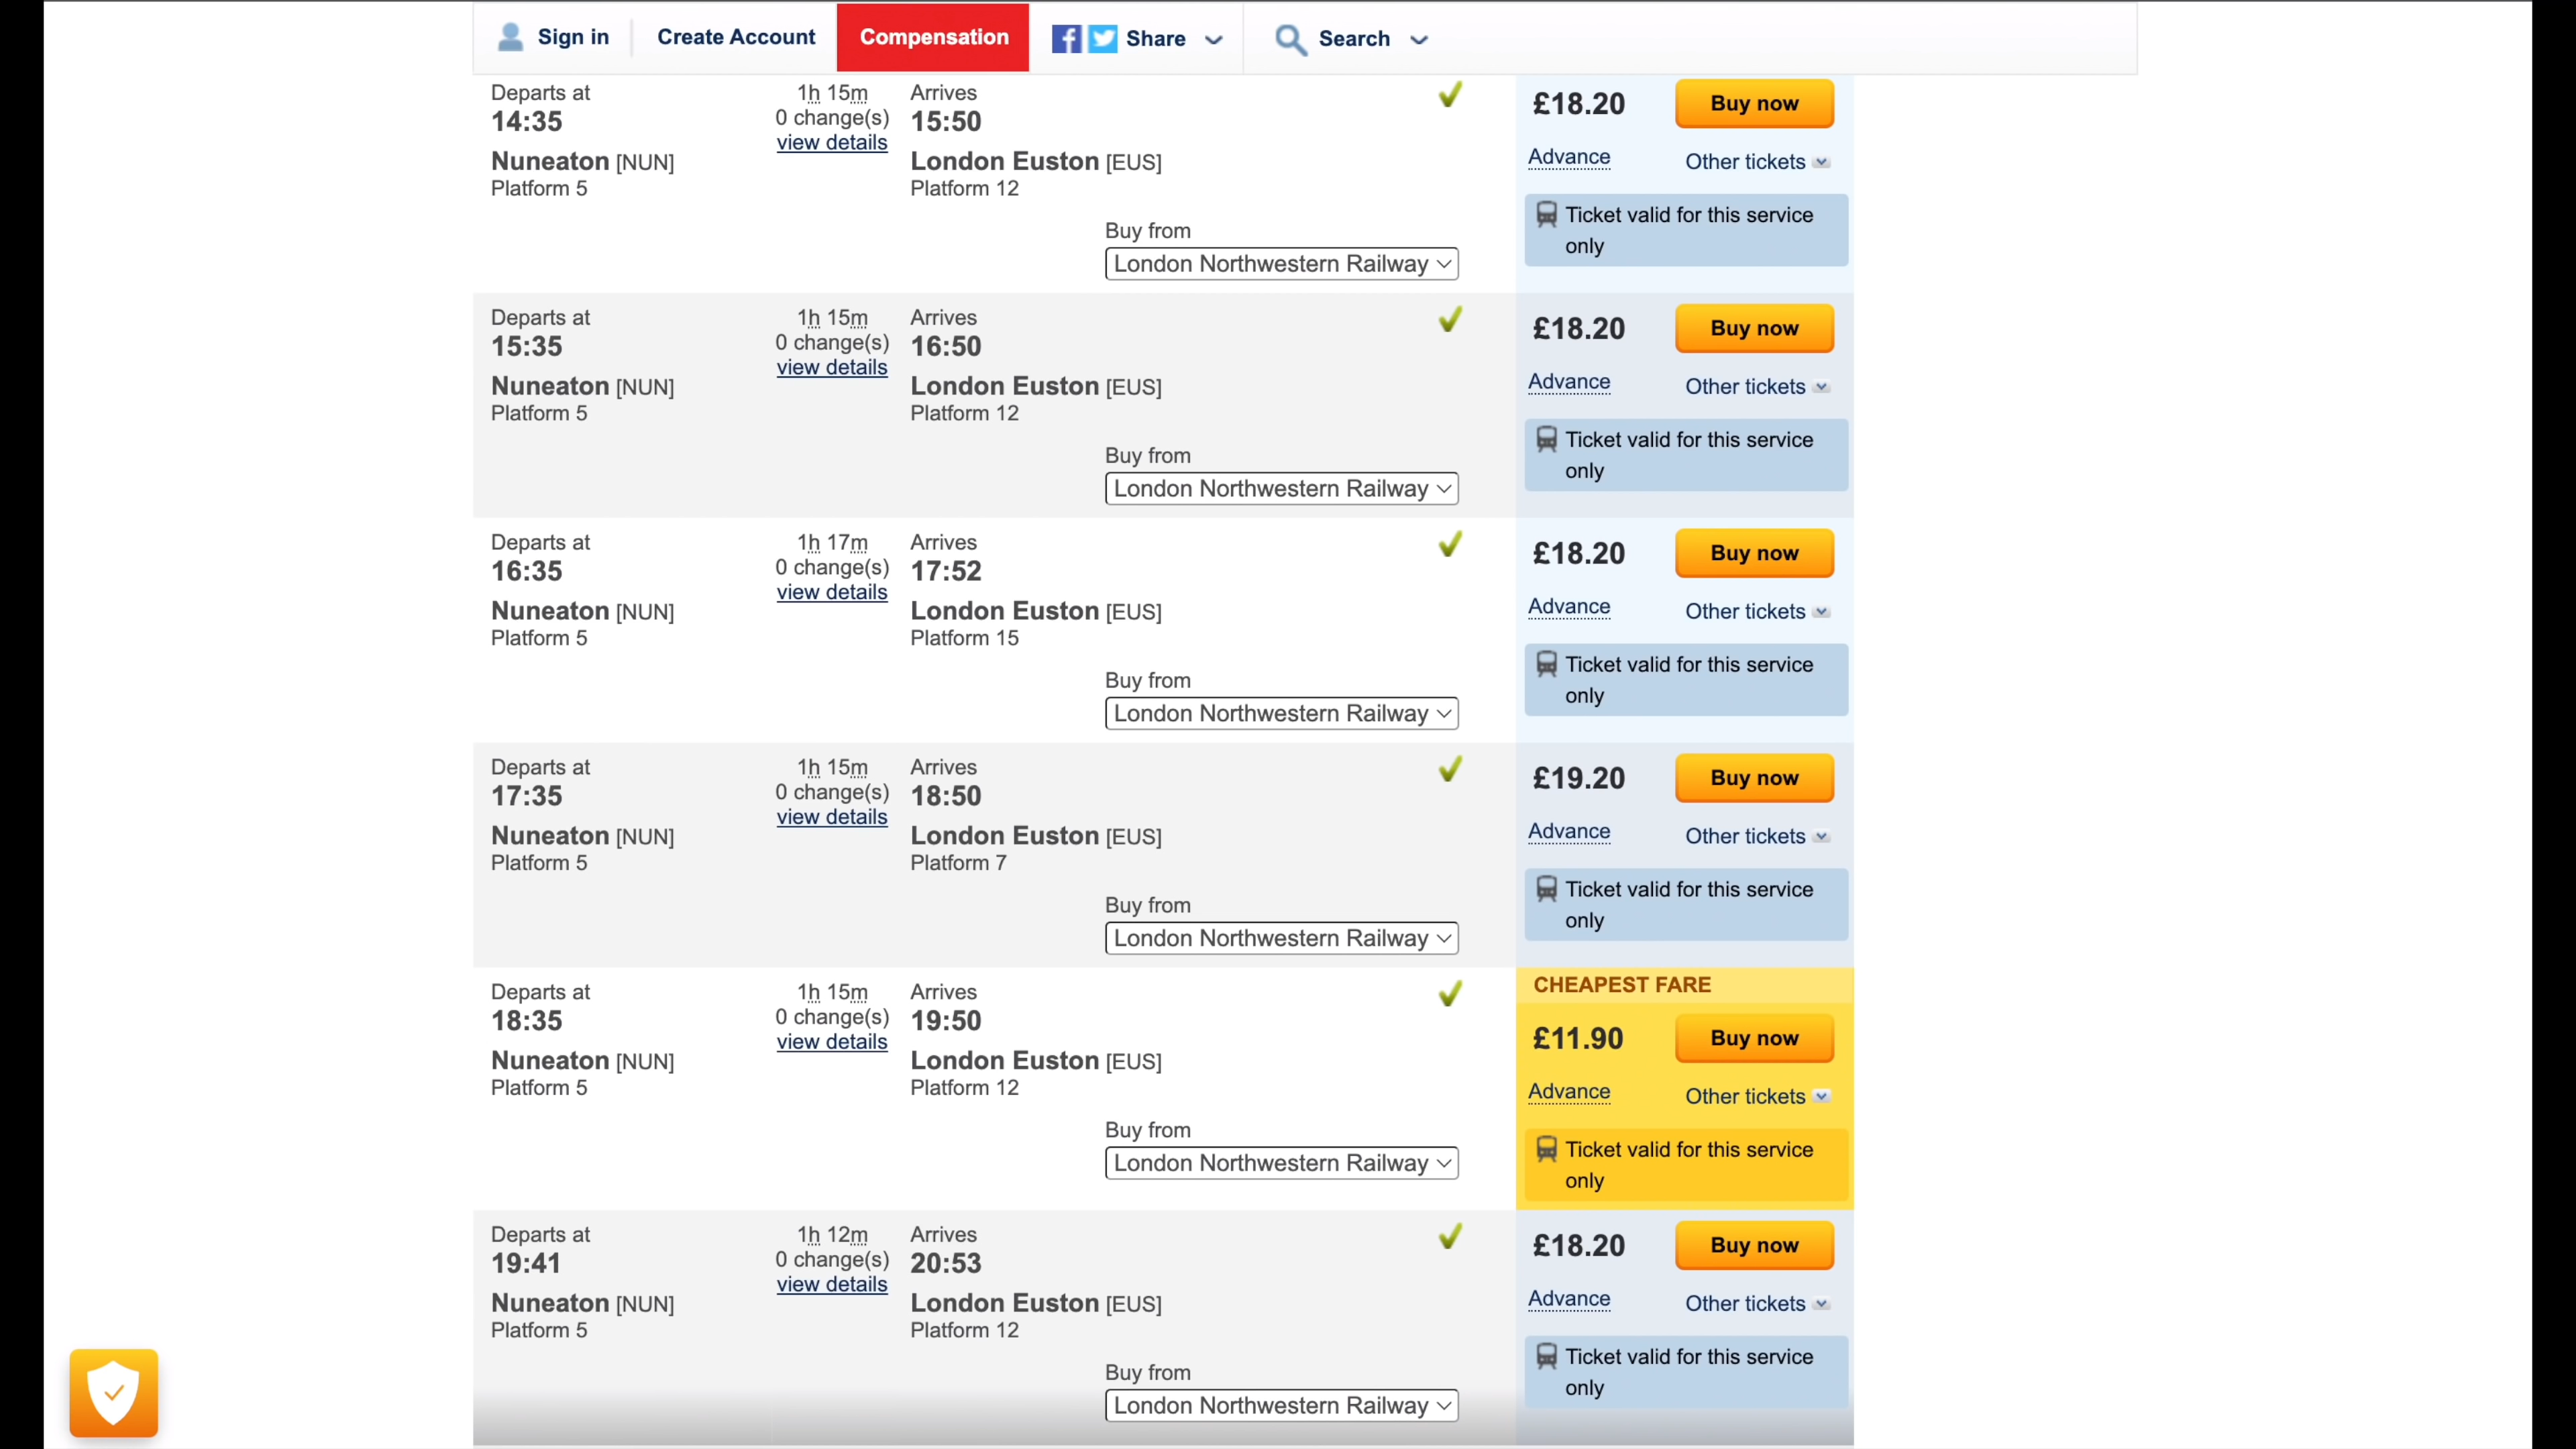 Sign in Create Account Compensation Share Search
Departs at 1h 15m Arrives
14:35 0 change(s) 15:50 £18.20 Buy now
view details
Nuneaton [NUN] London Euston [EUS] Advance Other tickets
Platform 5 Platform 12
Ticket valid for this service
only
Buy from
London Northwestern Railway
Departs at 1h 15m Arrives
15:35 0 change(s) 16:50 £18.20 Buy now
view details
Nuneaton [NUN] London Euston [EUS] Advance Other tickets
Platform 5 Platform 12
Ticket valid for this service
only
Buy from
London Northwestern Railway
Departs at 1h 17m Arrives
16:35 0 change(s) 17:52 £18.20 Buy now
view details
Nuneaton [NUN] London Euston [EUS] Advance Other tickets
Platform 5 Platform 15
Ticket valid for this service
only
Buy from
London Northwestern Railway
Departs at 1h 15m Arrives
17:35 0 change(s) 18:50 £19.20 Buy now
view details
Nuneaton [NUN] London Euston [EUS] Advance Other tickets
Platform 5 Platform 7
Ticket valid for this service
only
Buy from
London Northwestern Railway
CHEAPEST FARE
Departs at 1h 15m Arrives
18:35 0 change(s) 19:50 £11.90 Buy now
view details
Nuneaton [NUN] London Euston [EUS] Advance Other tickets
Platform 5 Platform 12
Ticket valid for this service
only
Buy from
London Northwestern Railway
Departs at 1h 12m Arrives
19:41 0 change(s) 20:53 £18.20 Buy now
view details
Nuneaton [NUN] London Euston [EUS] Advance Other tickets
Platform 5 Platform 12
Ticket valid for this service
only
Buy from
London Northwestern Railway